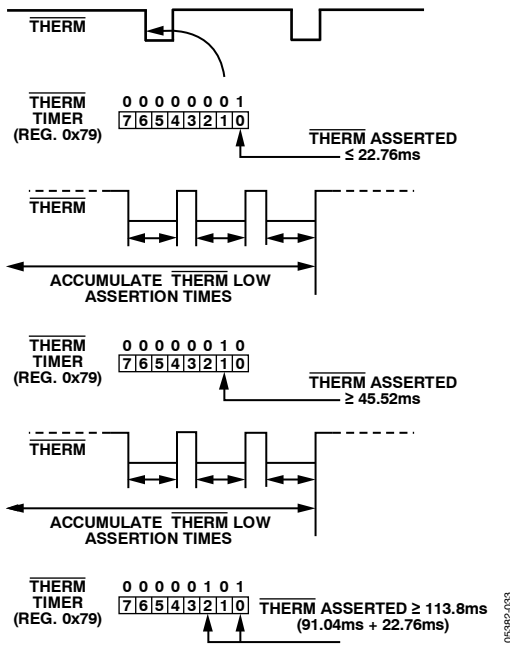 THERM
THERM
TIMER
(REG. 0x79)
0 0 0 0 0 0 0 1
7 6 5 4 3 2 1 0
THERM ASSERTED
≤ 22.76ms
THERM
ACCUMULATE THERM LOW
ASSERTION TIMES
THERM
TIMER
(REG. 0x79)
0 0 0 0 0 0 1 0
7 6 5 4 3 2 1 0
THERM ASSERTED
≥ 45.52ms
THERM
ACCUMULATE THERM LOW
ASSERTION TIMES
THERM
TIMER
(REG. 0x79)
0 0 0 0 0 1 0 1
7 6 5 4 3 2 1 0
THERM ASSERTED ≥ 113.8ms
(91.04ms + 22.76ms)
05382-033